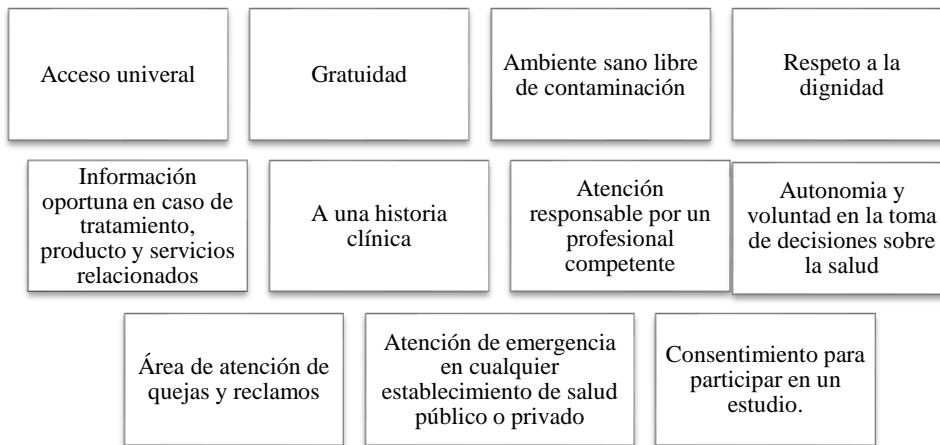 Acceso univeral
Gratuidad
Ambiente sano libre
de contaminación
Respeto a la
dignidad
Información
oportuna en caso de
tratamiento,
producto y servicios
relacionados
A una historia
clínica
Atención
responsable por un
profesional
competente
Autonomia y
voluntad en la toma
de decisiones sobre
la salud
Área de atención de
quejas y reclamos
Atención de emergencia
en cualquier
establecimiento de salud
público o privado
Consentimiento para
participar en un
estudio.